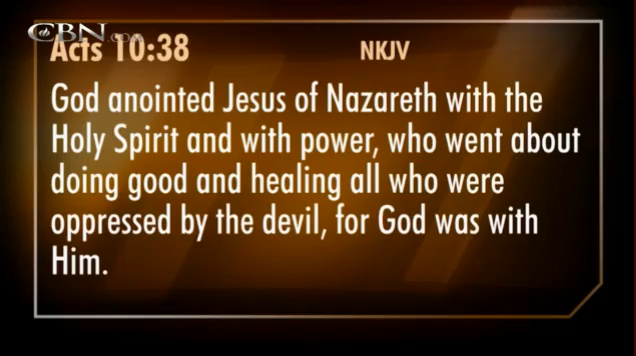 CBN.COM
Acts 10:38 NKJV
God anointed Jesus of Nazareth with the
Holy Spirit and with power, who went about
doing good and healing all who were
oppressed by the devil, for God was with
Him.